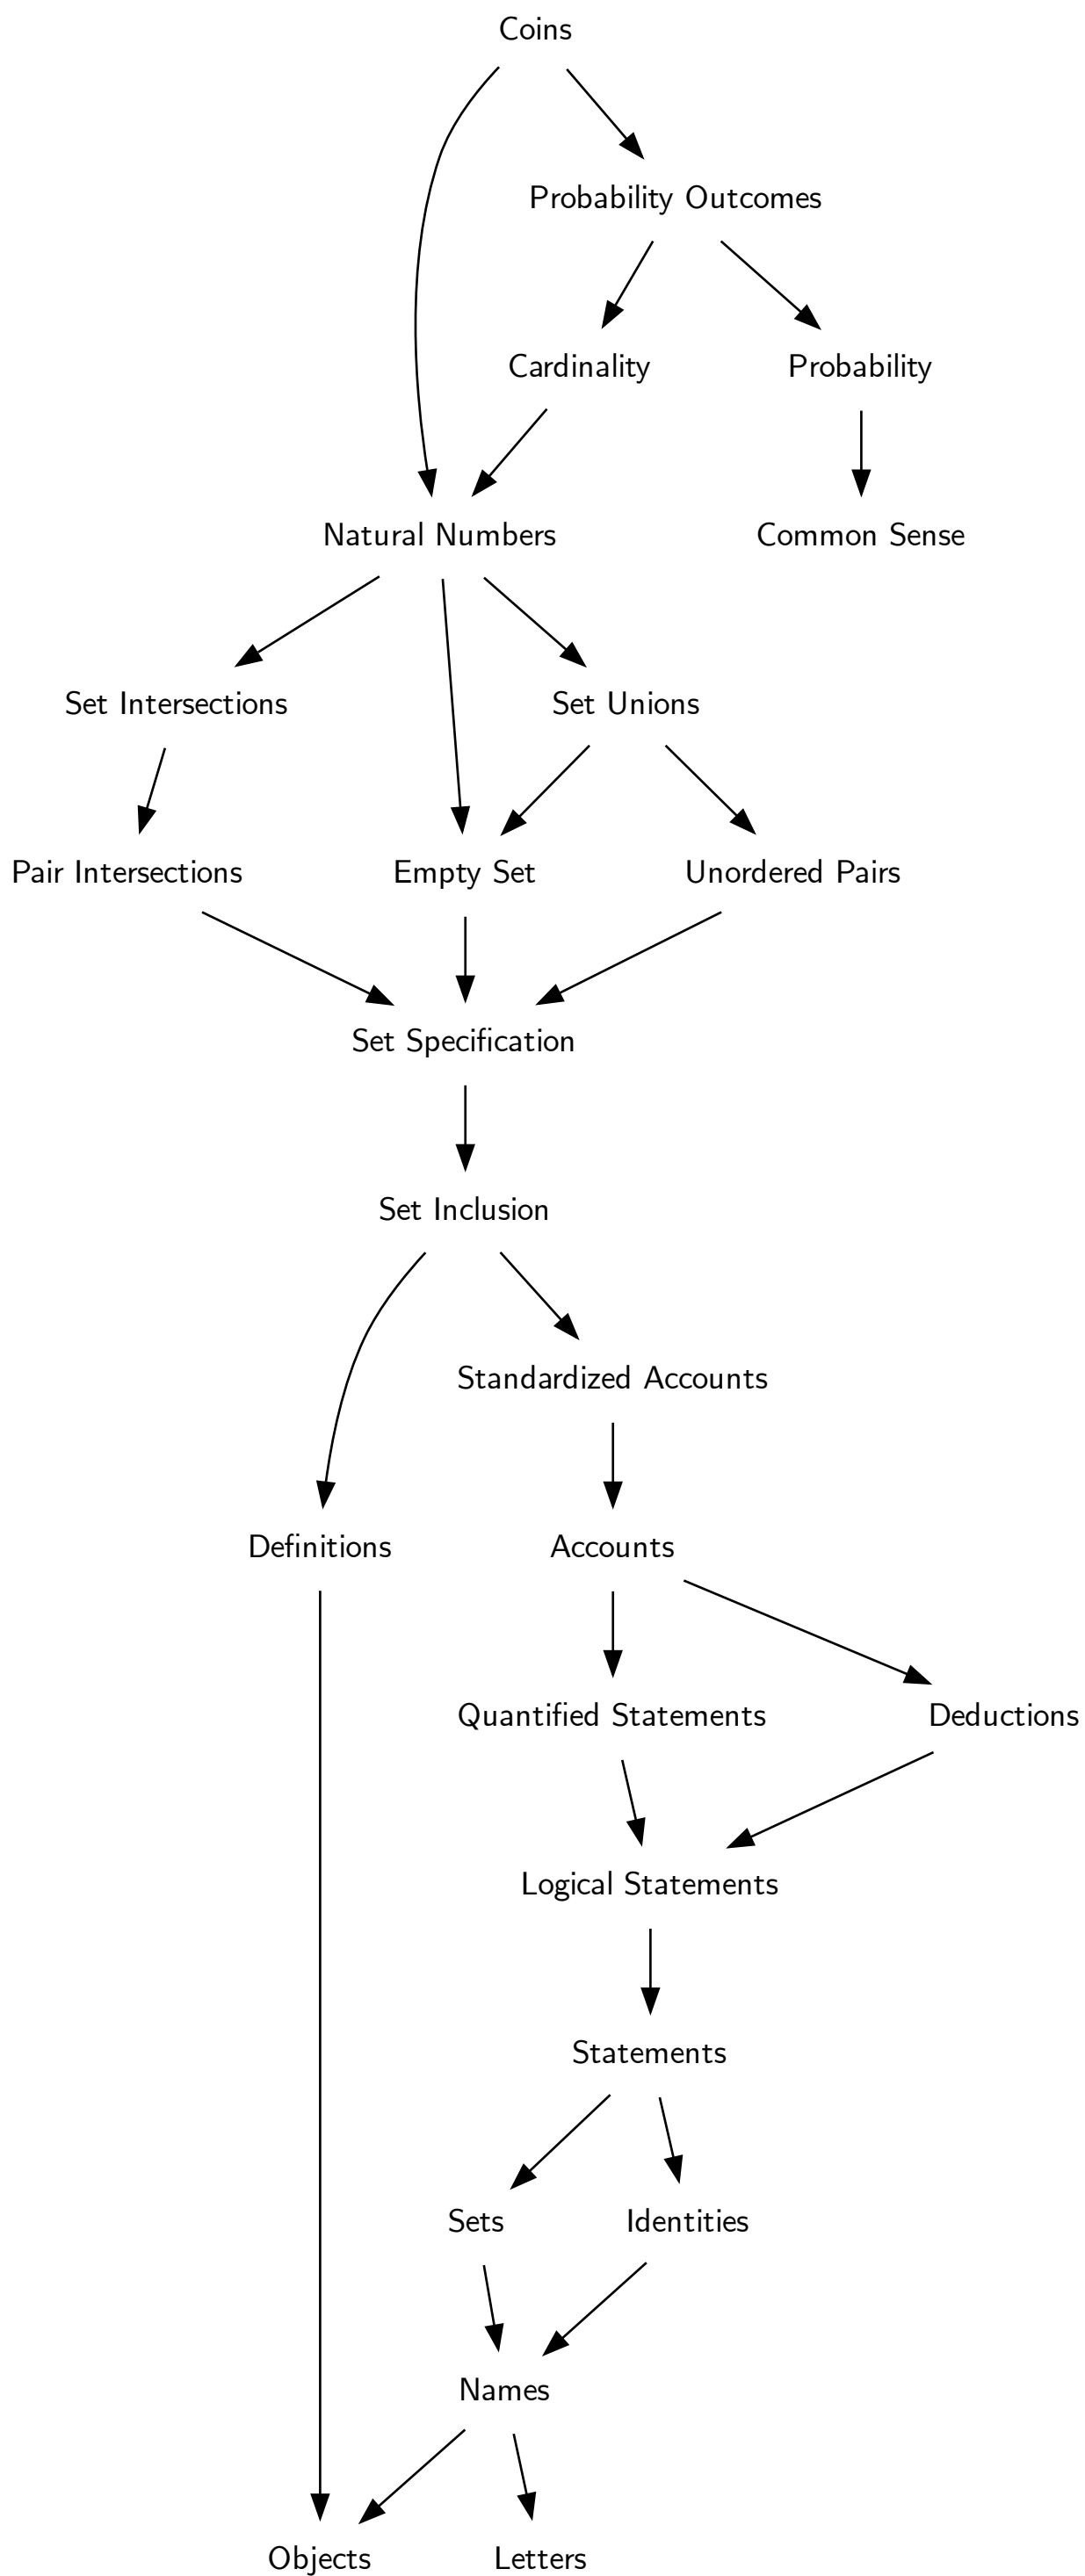 Coins
Probability Outcomes
Cardinality
Probability
Natural Numbers
Common Sense
Set Intersections
Set Unions
Pair Intersections
Empty Set
Unordered Pairs
Set Specification
Set Inclusion
Standardized Accounts
Definitions
Accounts
Quantified Statements
Deductions
Logical Statements
Statements
Sets
Identities
Names
Objects
Letters